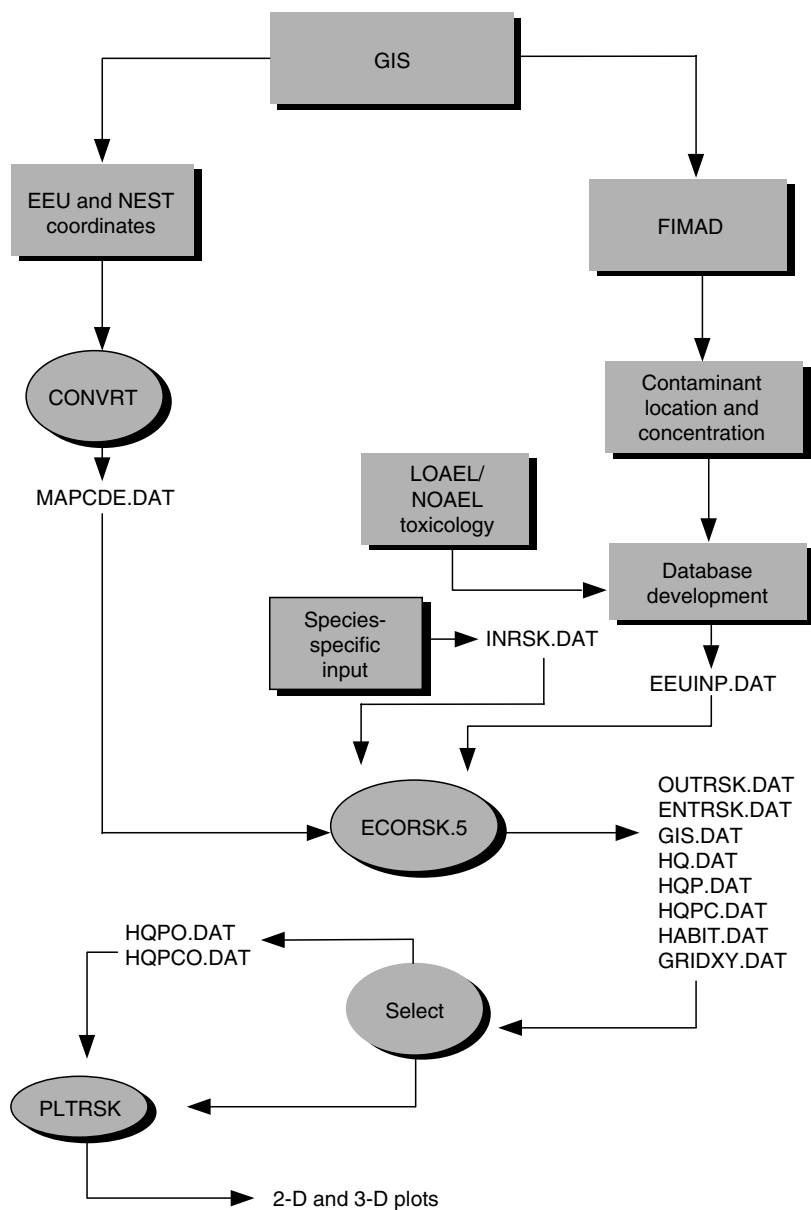 GIS
EEU and NEST
coordinates
FIMAD
CONVRT
Contaminant
location and
concentration
MAPCDE.DAT
LOAEL/
NOAEL
toxicology
Database
development
Species-
specific
input
INRSK.DAT
EEUINP.DAT
ECORSK.5
OUTRSK.DAT
ENTRSK.DAT
GIS.DAT
HQ.DAT
HQP.DAT
HQPC.DAT
HABIT.DAT
GRIDXY.DAT
HQPO.DAT
HQPCO.DAT
Select
PLTRSK
2-D and 3-D plots